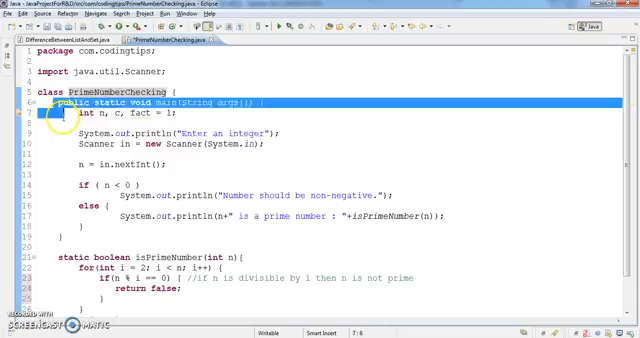 Java - JavaProjectForR&D/src/com/codingtips/PrimeNumberChecking.java - Eclipse
File Edit Source Refactor Navigate Search Project Run Window Help
Java
DifferenceBetweenListAndSet.java *PrimeNumberChecking.java
1 package com.codingtips;
2
3 import java.util.Scanner;
4
5 class PrimeNumberChecking {
6 public static void main(String args[]) {
7 int n, c, fact = 1;
8
9 System.out.println("Enter an integer");
10 Scanner in = new Scanner(System.in);
11
12 n = in.nextInt();
13
14 if ( n < 0 )
15 System.out.println("Number should be non-negative.");
16 else {
17 System.out.println(n+" is a prime number : "+isPrimeNumber(n));
18 }
19 }
20
21 static boolean isPrimeNumber(int n){
22 for(int i = 2; i < n; i++) {
23 if(n % i == 0) { //if n is divisible by i then n is not prime
24 return false;
25 }
26 }
RECORDED WITH
SCREENCAST MATIC
Writable Smart Insert 7 : 6